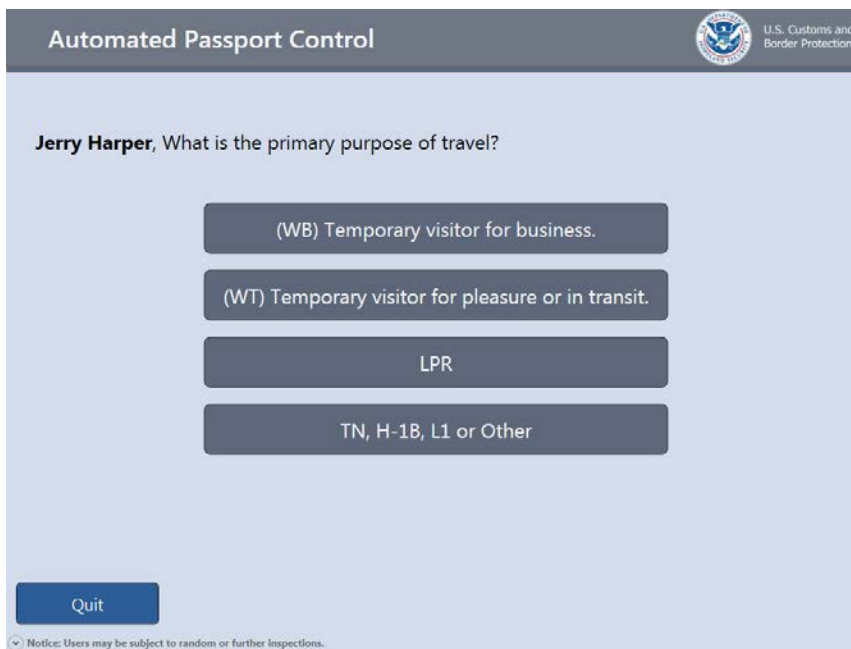 Automated Passport Control
U.S. Customs and
Border Protection
Jerry Harper, What is the primary purpose of travel?
(WB) Temporary visitor for business.
(WT) Temporary visitor for pleasure or in transit.
LPR
TN, H-1B, L1 or Other
Quit
Notice: Users may be subject to random or further inspections.